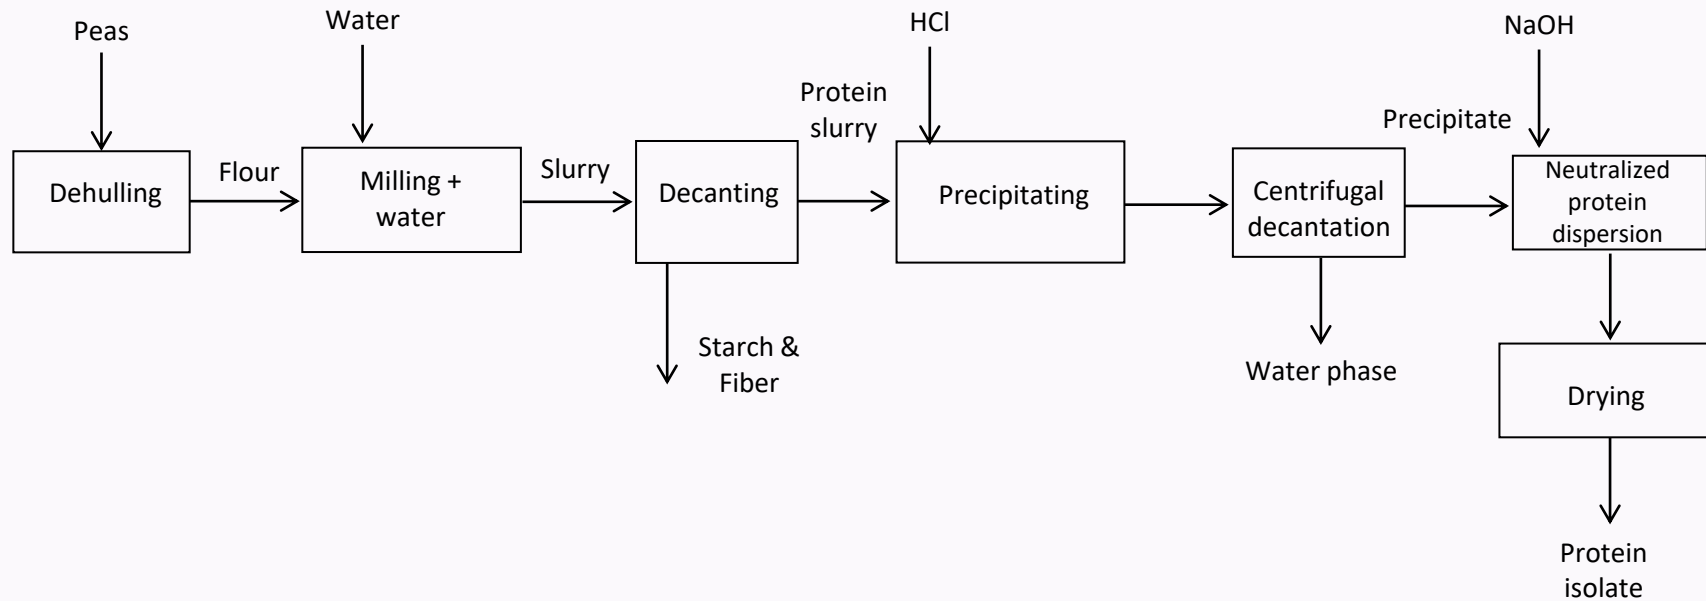 Peas
Water
HCl
NaOH
Protein
slurry
Precipitate
Dehulling
Flour
Milling +
water
Slurry
Decanting
Precipitating
Centrifugal
decantation
Neutralized
protein
dispersion
Starch &
Fiber
Water phase
Drying
Protein
isolate